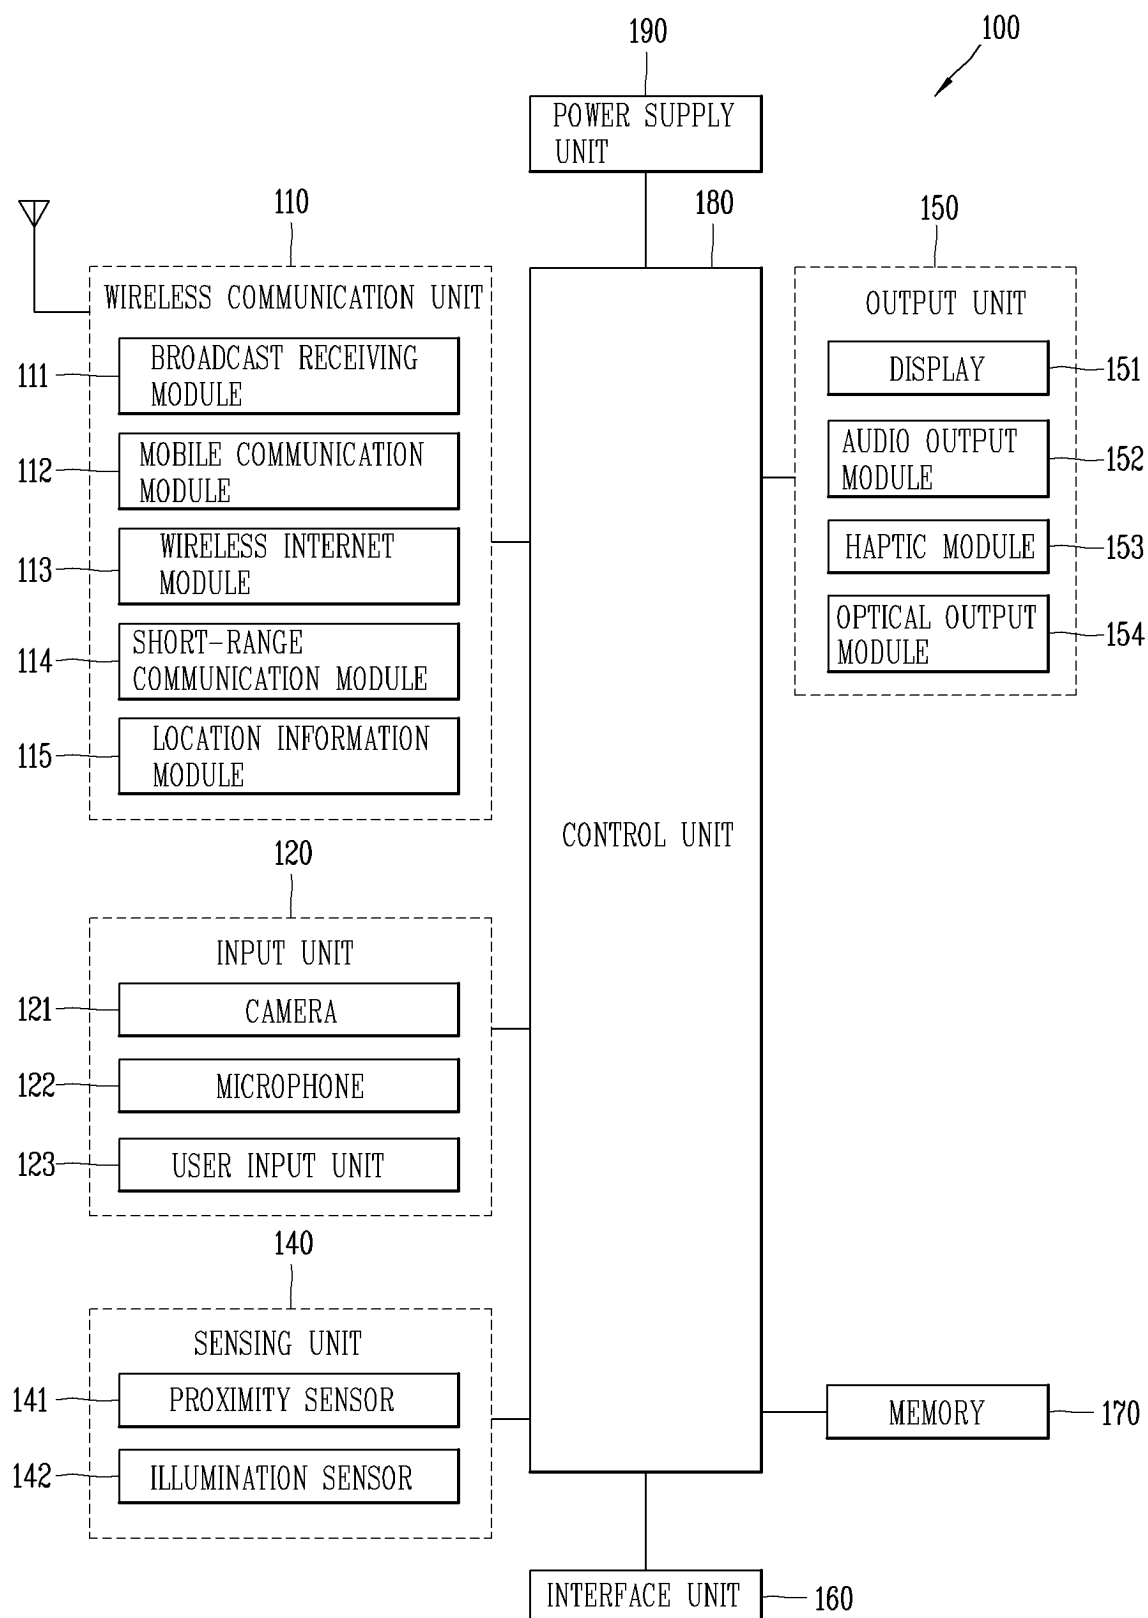 190
100
POWER SUPPLY
UNIT
110
180
150
WIRELESS COMMUNICATION UNIT
111
BROADCAST RECEIVING
MODULE
112
MOBILE COMMUNICATION
MODULE
113
WIRELESS INTERNET
MODULE
114
SHORT-RANGE
COMMUNICATION MODULE
115
LOCATION INFORMATION
MODULE
OUTPUT UNIT
DISPLAY
151
AUDIO OUTPUT
MODULE
152
HAPTIC MODULE
153
OPTICAL OUTPUT
MODULE
154
CONTROL UNIT
120
INPUT UNIT
121
CAMERA
122
MICROPHONE
123
USER INPUT UNIT
140
SENSING UNIT
141
PROXIMITY SENSOR
142
ILLUMINATION SENSOR
MEMORY
170
INTERFACE UNIT
160